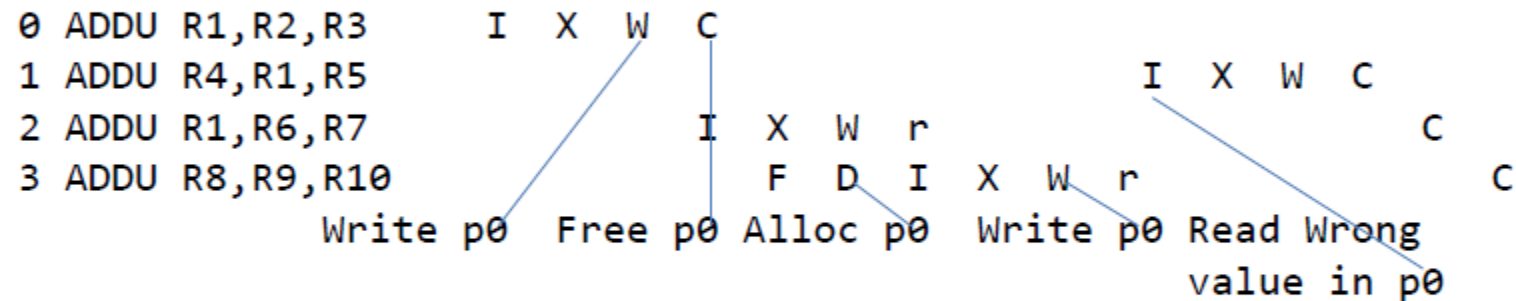 0 ADDU R1,R2,R3 I X W C
1 ADDU R4,R1,R5 I X W C
2 ADDU R1,R6,R7 I X W r C
3 ADDU R8,R9,R10 F D I X W r C
Write p0 Free p0 Alloc p0 Write p0 Read Wrong
value in p0